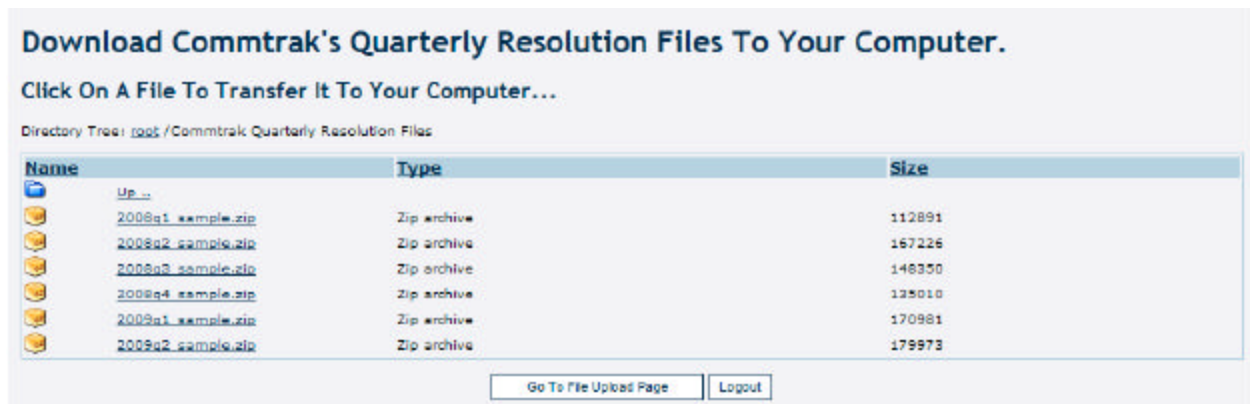 Download Commtrak's Quarterly Resolution Files To Your Computer.
Click On A File To Transfer It To Your Computer...
Directory Tree: root /Commtrak Quarterly Resolution Files
Name Type Size
Up ..
2008q1_sample.zip Zip archive 112891
2008q2_sample.zip Zip archive 167226
2008q3_sample.zip Zip archive 148350
2008q4_sample.zip Zip archive 135010
2009q1_sample.zip Zip archive 170981
2009q2_sample.zip Zip archive 179973
Go To File Upload Page Logout